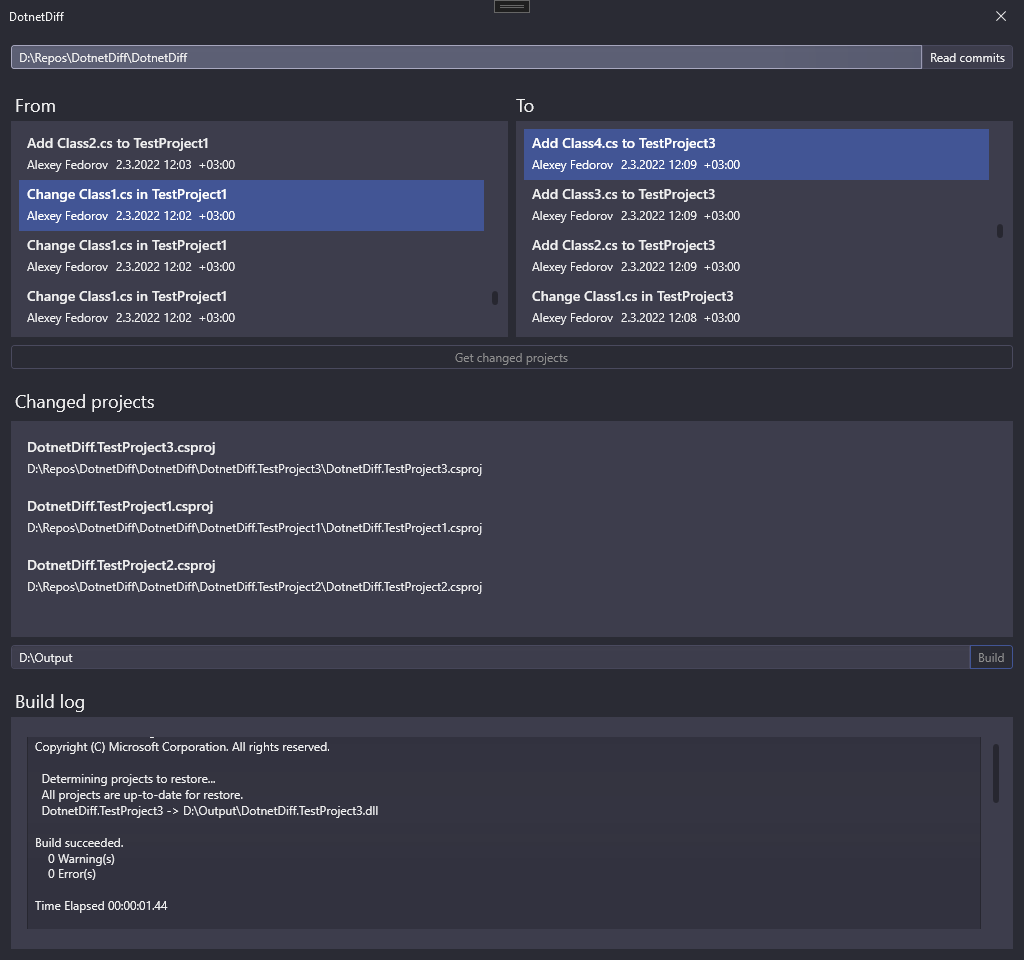 DotnetDiff
D:\Repos\DotnetDiff\DotnetDiff
Read commits
From
Add Class2.cs to TestProject1
Alexey Fedorov 2.3.2022 12:03 +03:00
Change Class1.cs in TestProject1
Alexey Fedorov 2.3.2022 12:02 +03:00
Change Class1.cs in TestProject1
Alexey Fedorov 2.3.2022 12:02 +03:00
Change Class1.cs in TestProject1
Alexey Fedorov 2.3.2022 12:02 +03:00
To
Add Class4.cs to TestProject3
Alexey Fedorov 2.3.2022 12:09 +03:00
Add Class3.cs to TestProject3
Alexey Fedorov 2.3.2022 12:09 +03:00
Add Class2.cs to TestProject3
Alexey Fedorov 2.3.2022 12:09 +03:00
Change Class1.cs in TestProject3
Alexey Fedorov 2.3.2022 12:08 +03:00
Get changed projects
Changed projects
DotnetDiff.TestProject3.csproj
D:\Repos\DotnetDiff\DotnetDiff\DotnetDiff.TestProject3\DotnetDiff.TestProject3.csproj
DotnetDiff.TestProject1.csproj
D:\Repos\DotnetDiff\DotnetDiff\DotnetDiff.TestProject1\DotnetDiff.TestProject1.csproj
DotnetDiff.TestProject2.csproj
D:\Repos\DotnetDiff\DotnetDiff\DotnetDiff.TestProject2\DotnetDiff.TestProject2.csproj
D:\Output
Build
Build log
Copyright (C) Microsoft Corporation. All rights reserved.
Determining projects to restore...
All projects are up-to-date for restore.
DotnetDiff.TestProject3 -> D:\Output\DotnetDiff.TestProject3.dll
Build succeeded.
0 Warning(s)
0 Error(s)
Time Elapsed 00:00:01.44